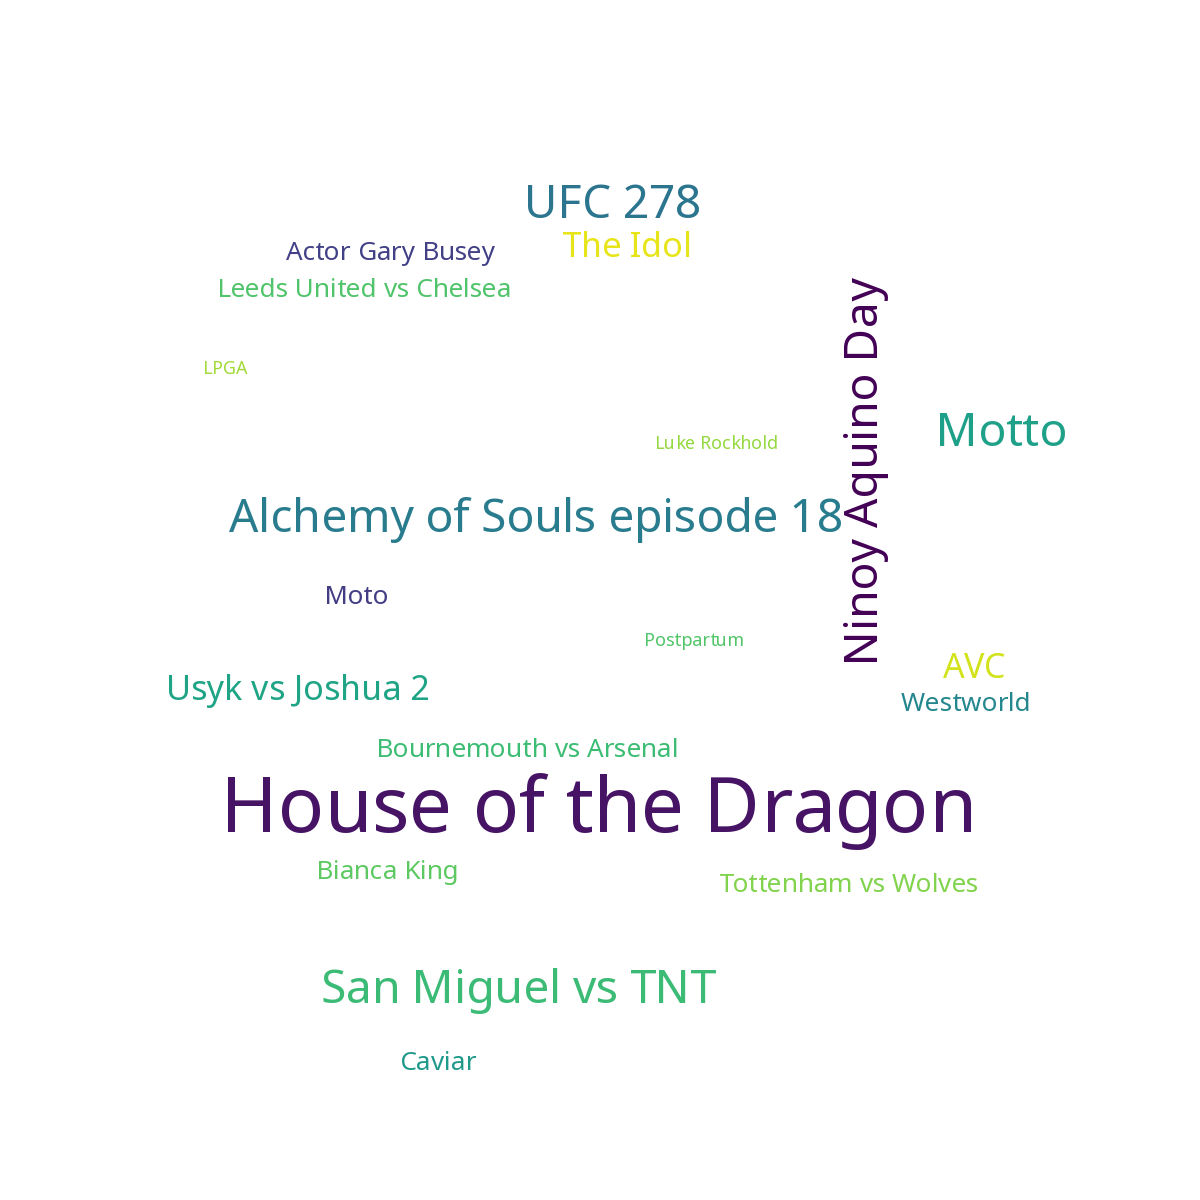 UFC 278
The Idol
Actor Gary Busey
Leeds United vs Chelsea
LPGA
Ninoy Aquino Day
Motto
Luke Rockhold
Alchemy of Souls episode 18
Moto
Postpartum
AVC
Westworld
Usyk vs Joshua 2
Bournemouth vs Arsenal
House of the Dragon
Bianca King
Tottenham vs Wolves
San Miguel vs TNT
Caviar